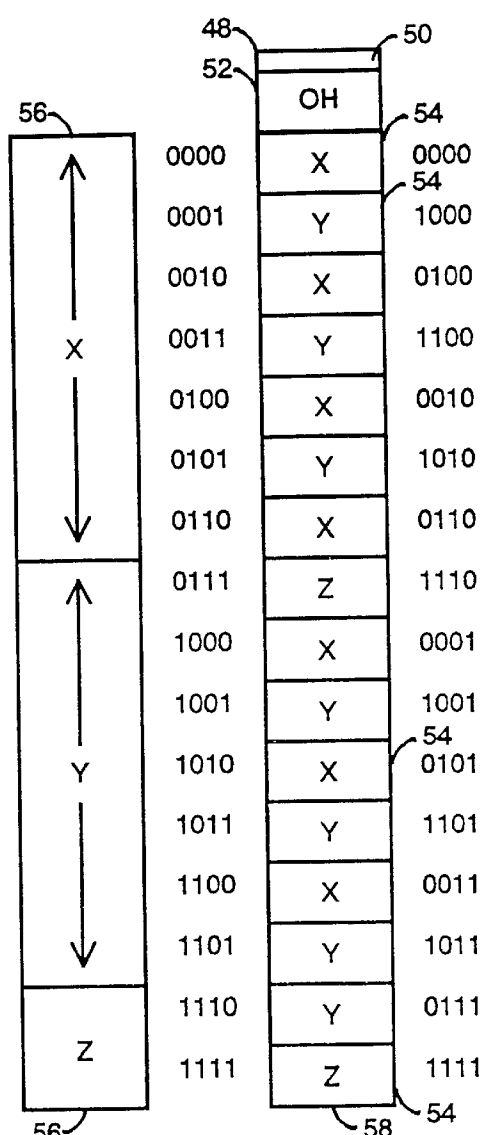 48 50
52
OH
56 54
0000 X 0000
54
0001 Y 1000
0010 X 0100
X 0011 Y 1100
0100 X 0010
0101 Y 1010
0110 X 0110
0111 Z 1110
1000 X 0001
1001 Y 1001
54
Y 1010 X 0101
1011 Y 1101
1100 X 0011
1101 Y 1011
1110 Y 0111
Z
1111 Z 1111
56 58 54